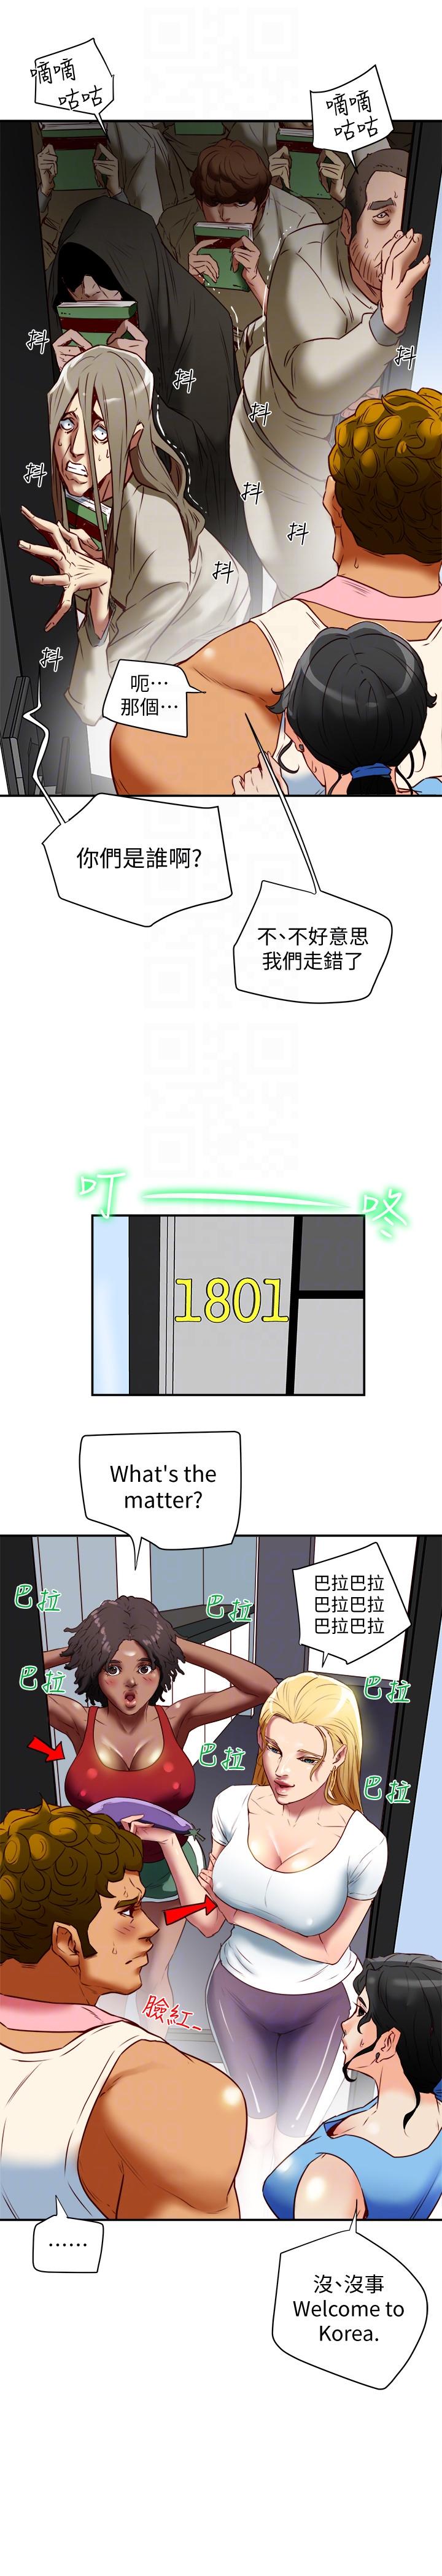 嘀嘀
咕咕
嘀嘀
咕咕
抖
抖
抖
抖
抖
抖
抖
抖
抖
呃⋯
那個⋯
你們是誰啊?
不、不好意思
我們走錯了
叮
咚
1801
What's the
matter?
巴拉巴拉
巴拉巴拉
巴拉巴拉
巴拉
巴拉
巴拉
巴拉
巴拉
巴拉
臉紅~
⋯⋯
沒、沒事
Welcome to
Korea.